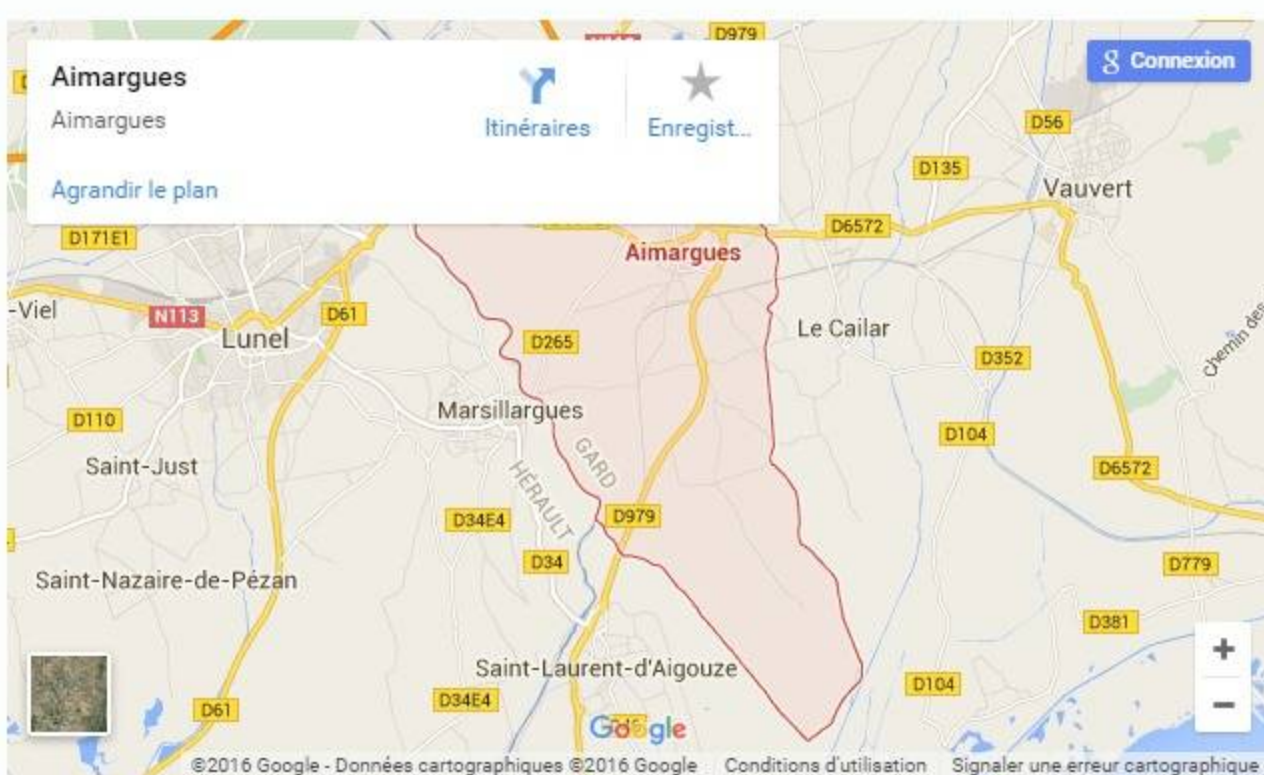 D979
Aimargues
Aimargues
Itinéraires
Enregist...
Agrandir le plan
Connexion
D56
D135
Vauvert
D171E1
D6572
Aimargues
-Viel
N113
D61
Lunel
D265
Le Cailar
Chemin des
D352
Marsillargues
D110
D104
Saint-Just
GARD
HÉRAULT
D6572
D34E4
D979
D34
D779
Saint-Nazaire-de-Pézan
D381
Saint-Laurent-d'Aigouze
D104
D34E4
D61
Google
©2016 Google - Données cartographiques ©2016 Google Conditions d'utilisation Signaler une erreur cartographique